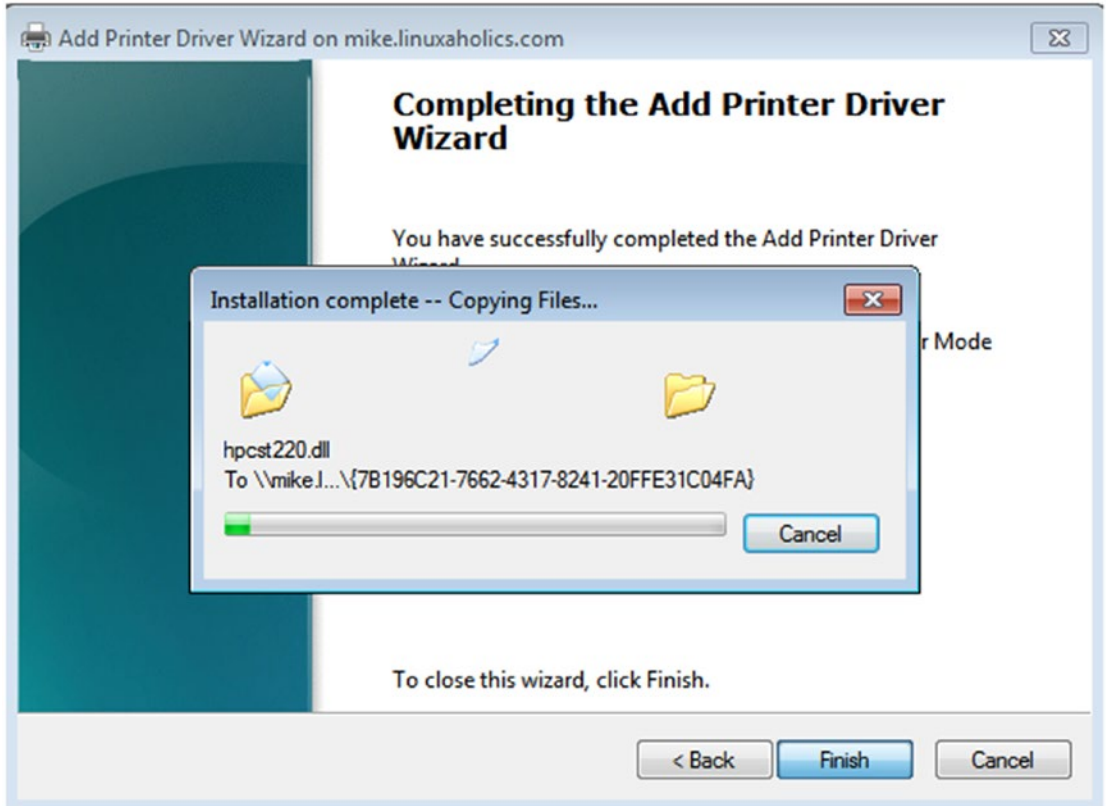 Add Printer Driver Wizard on mike.linuxaholics.com
Completing the Add Printer Driver
Wizard
You have successfully completed the Add Printer Driver
Wizard
Installation complete -- Copying Files...
r Mode
hpcst220.dll
To \\mike.l...\{7B196C21-7662-4317-8241-20FFE31C04FA}
Cancel
To close this wizard, click Finish.
< Back Finish Cancel